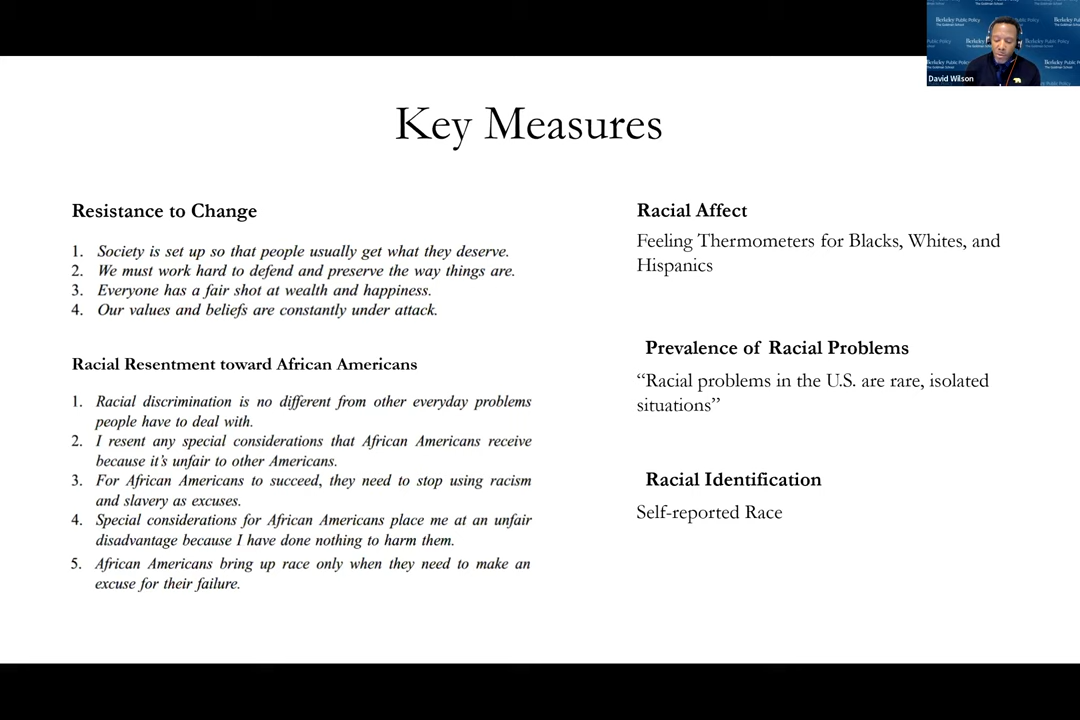 Berkeley Public Policy
The Goldman School
David Wilson
Key Measures
Resistance to Change
1. Society is set up so that people usually get what they deserve.
2. We must work hard to defend and preserve the way things are.
3. Everyone has a fair shot at wealth and happiness.
4. Our values and beliefs are constantly under attack.
Racial Resentment toward African Americans
1. Racial discrimination is no different from other everyday problems
people have to deal with.
2. I resent any special considerations that African Americans receive
because it's unfair to other Americans.
3. For African Americans to succeed, they need to stop using racism
and slavery as excuses.
4. Special considerations for African Americans place me at an unfair
disadvantage because I have done nothing to harm them.
5. African Americans bring up race only when they need to make an
excuse for their failure.
Racial Affect
Feeling Thermometers for Blacks, Whites, and
Hispanics
Prevalence of Racial Problems
“Racial problems in the U.S. are rare, isolated
situations”
Racial Identification
Self-reported Race